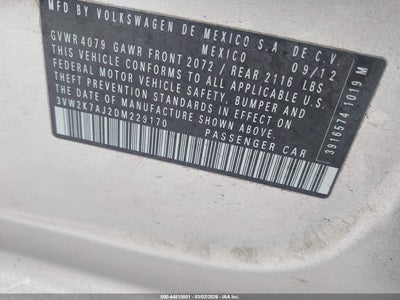 MFD BY VOLKSWAGEN DE MEXICO S.A. DE C.V.
MEXICO 09/12
GVWR 4079 GAWR FRONT 2072 / REAR 2116 LBS
THIS VEHICLE CONFORMS TO ALL APPLICABLE U.S.
FEDERAL MOTOR VEHICLE SAFETY, BUMPER AND
THEFT PREVENTION STANDARDS IN EFFECT ON
THE DATE OF MANUFACTURE SHOWN ABOVE.
3VW2K7AJ2DM229170
PASSENGER CAR
3916574 1019 M